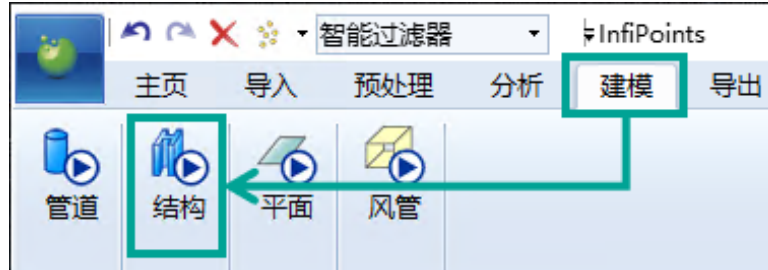 智能过滤器 InfiPoints
主页 导入 预处理 分析 建模 导出
管道 结构 平面 风管